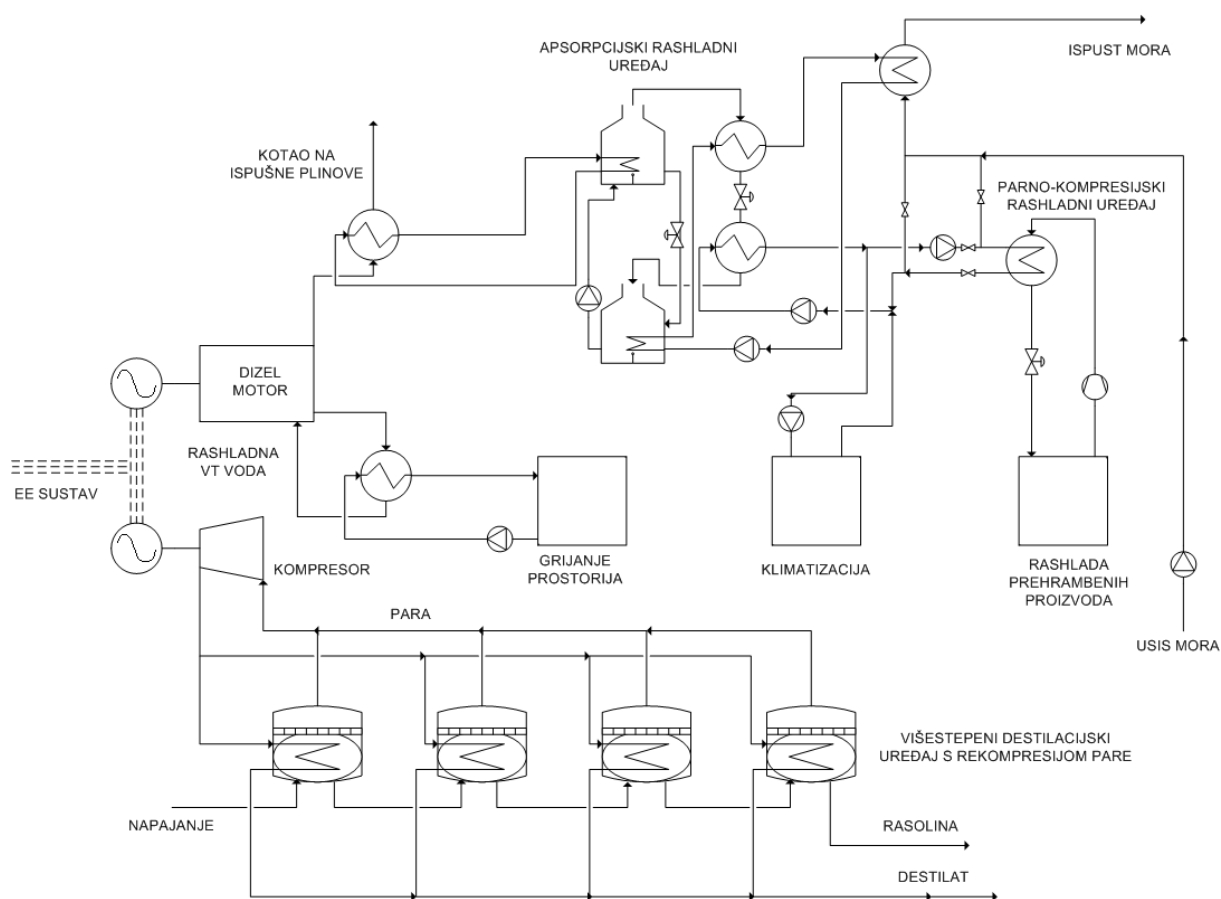 ISPUST MORA
APSORPCIJSKI RASHLADNI
UREĐAJ
KOTAO NA
ISPUŠNE PLINOVE
PARNO-KOMPRESIJSKI
RASHLADNI UREĐAJ
DIZEL
MOTOR
RASHLADNA
VT VODA
EE SUSTAV
KOMPRESOR
GRIJANJE
PROSTORIJA
KLIMATIZACIJA
RASHLADA
PREHRAMBENIH
PROIZVODA
USIS MORA
PARA
VIŠESTEPENI DESTILACIJSKI
UREĐAJ S REKOMPRESIJOM PARE
NAPAJANJE
RASOLINA
DESTILAT